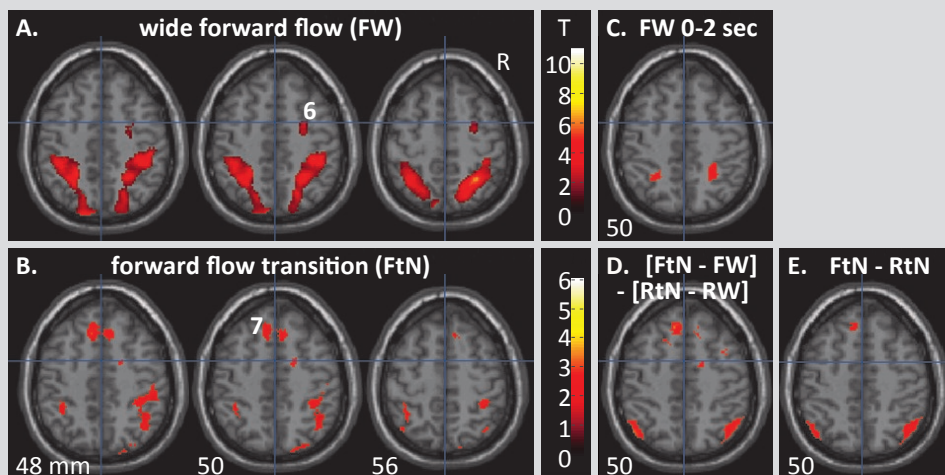 A. wide forward flow (FW)
R
6
T
10
8
6
4
2
0
C. FW 0-2 sec
50
B. forward flow transition (FtN)
7
48 mm
50
56
6
5
4
3
2
1
0
D. [FtN - FW]
- [RtN - RW]
50
E. FtN - RtN
50